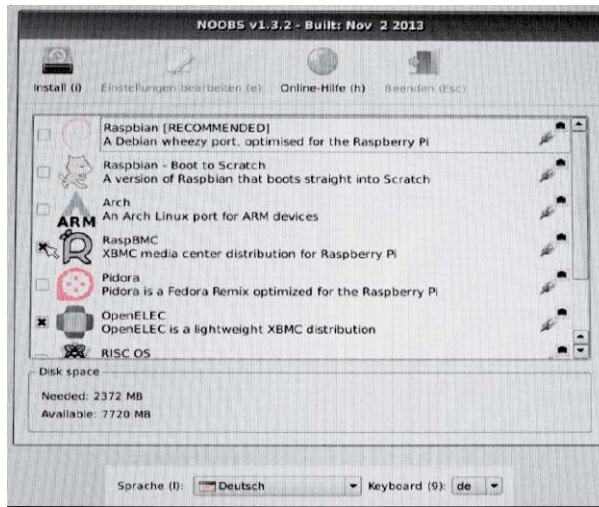 NOOBS v1.3.2 - Built: Nov 2 2013
Install (i) Einstellungen bearbeiten (e) Online-Hilfe (h) Beenden (Esc)
Raspbian [RECOMMENDED]
A Debian wheezy port, optimised for the Raspberry Pi
Raspbian - Boot to Scratch
A version of Raspbian that boots straight into Scratch
Arch
An Arch Linux port for ARM devices
ARM
RaspBMC
XBMC media center distribution for Raspberry Pi
Pidora
Pidora is a Fedora Remix optimized for the Raspberry Pi
OpenELEC
OpenELEC is a lightweight XBMC distribution
RISC OS
Disk space
Needed: 2372 MB
Available: 7720 MB
Sprache (l): Deutsch Keyboard (9): de